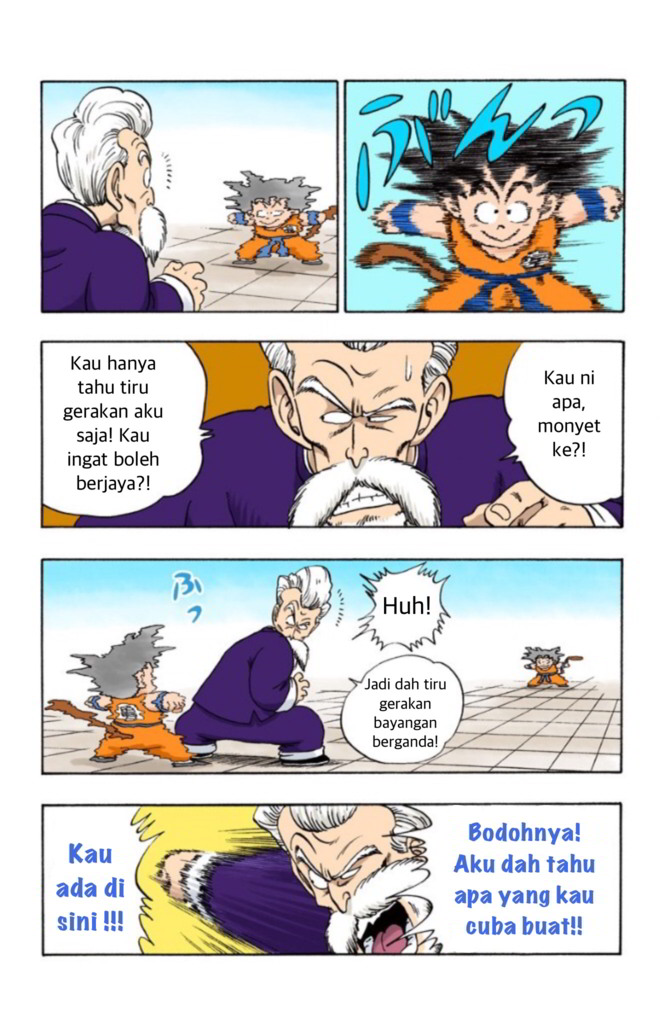 ぶんっ
Kau ni
apa,
monyet
ke?!
Kau hanya
tahu tiru
gerakan aku
saja! Kau
ingat boleh
berjaya?!
Huh!
Jadi dah tiru
gerakan
bayangan
berganda!
ふっ
Bodohnya!
Aku dah tahu
apa yang kau
cuba buat!!
Kau
ada di
sini !!!